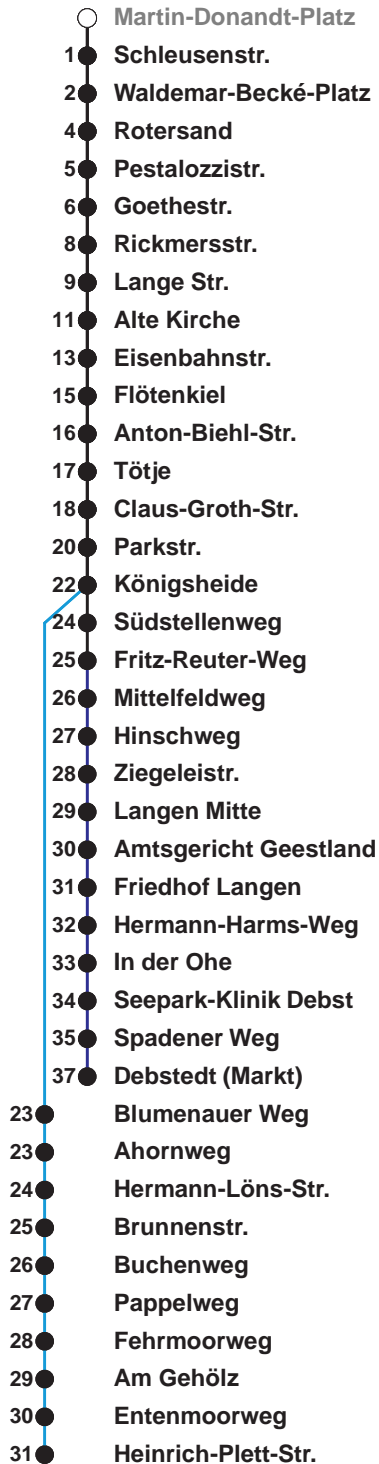 Martin-Donandt-Platz
1 Schleusenstr.
2 Waldemar-Becké-Platz
4 Rotersand
5 Pestalozzistr.
6 Goethestr.
8 Rickmersstr.
9 Lange Str.
11 Alte Kirche
13 Eisenbahnstr.
15 Flötenkiel
16 Anton-Biehl-Str.
17 Tötje
18 Claus-Groth-Str.
20 Parkstr.
22 Königsheide
24 Südstellenweg
25 Fritz-Reuter-Weg
26 Mittelfeldweg
27 Hinschweg
28 Ziegeleistr.
29 Langen Mitte
30 Amtsgericht Geestland
31 Friedhof Langen
32 Hermann-Harms-Weg
33 In der Ohe
34 Seepark-Klinik Debst
35 Spadener Weg
37 Debstedt (Markt)
23 Blumenauer Weg
23 Ahornweg
24 Hermann-Löns-Str.
25 Brunnenstr.
26 Buchenweg
27 Pappelweg
28 Fehrmoorweg
29 Am Gehölz
30 Entenmoorweg
31 Heinrich-Plett-Str.